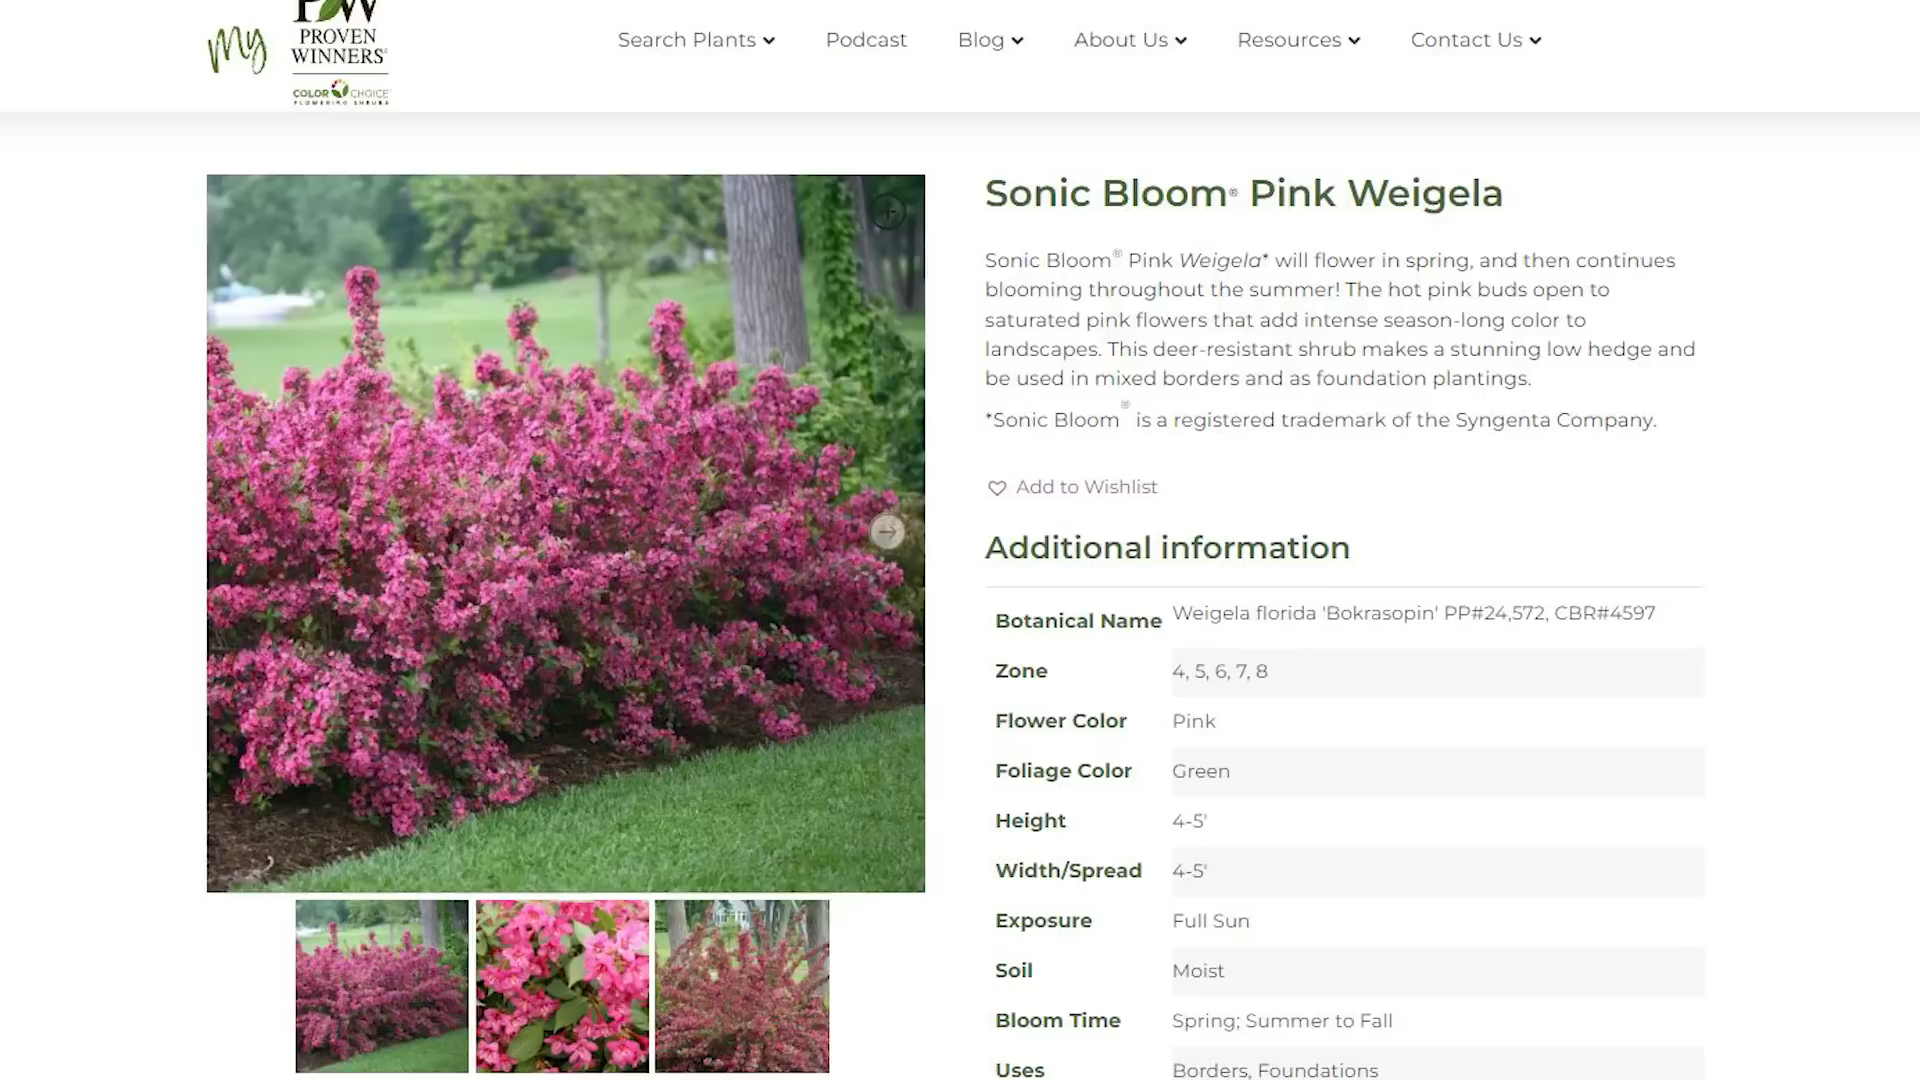 My
PW
PROVEN
WINNERS®
COLOR CHOICE®
FLOWERING SHRUBS
Search Plants
Podcast
Blog
About Us
Resources
Contact Us
Sonic Bloom® Pink Weigela
Sonic Bloom® Pink Weigela* will flower in spring, and then continues
blooming throughout the summer! The hot pink buds open to
saturated pink flowers that add intense season-long color to
landscapes. This deer-resistant shrub makes a stunning low hedge and
be used in mixed borders and as foundation plantings.
*Sonic Bloom® is a registered trademark of the Syngenta Company.
Add to Wishlist
Additional information
Botanical Name Weigela florida 'Bokrasopin' PP#24,572, CBR#4597
Zone 4, 5, 6, 7, 8
Flower Color Pink
Foliage Color Green
Height 4-5'
Width/Spread 4-5'
Exposure Full Sun
Soil Moist
Bloom Time Spring; Summer to Fall
Uses Borders, Foundations